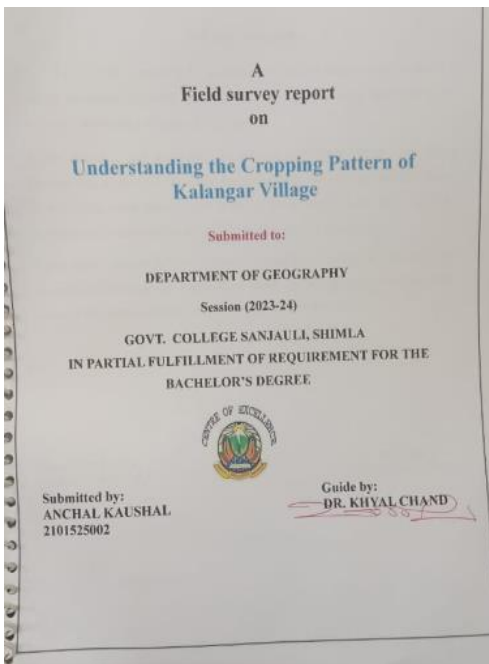 A
Field survey report
on
Understanding the Cropping Pattern of
Kalangar Village
Submitted to:
DEPARTMENT OF GEOGRAPHY
Session (2023-24)
GOVT. COLLEGE SANJAULI, SHIMLA
IN PARTIAL FULFILLMENT OF REQUIREMENT FOR THE
BACHELOR'S DEGREE
CENTRE OF EXCELLENCE
Submitted by:
ANCHAL KAUSHAL
2101525002
Guide by:
DR. KHYAL CHAND